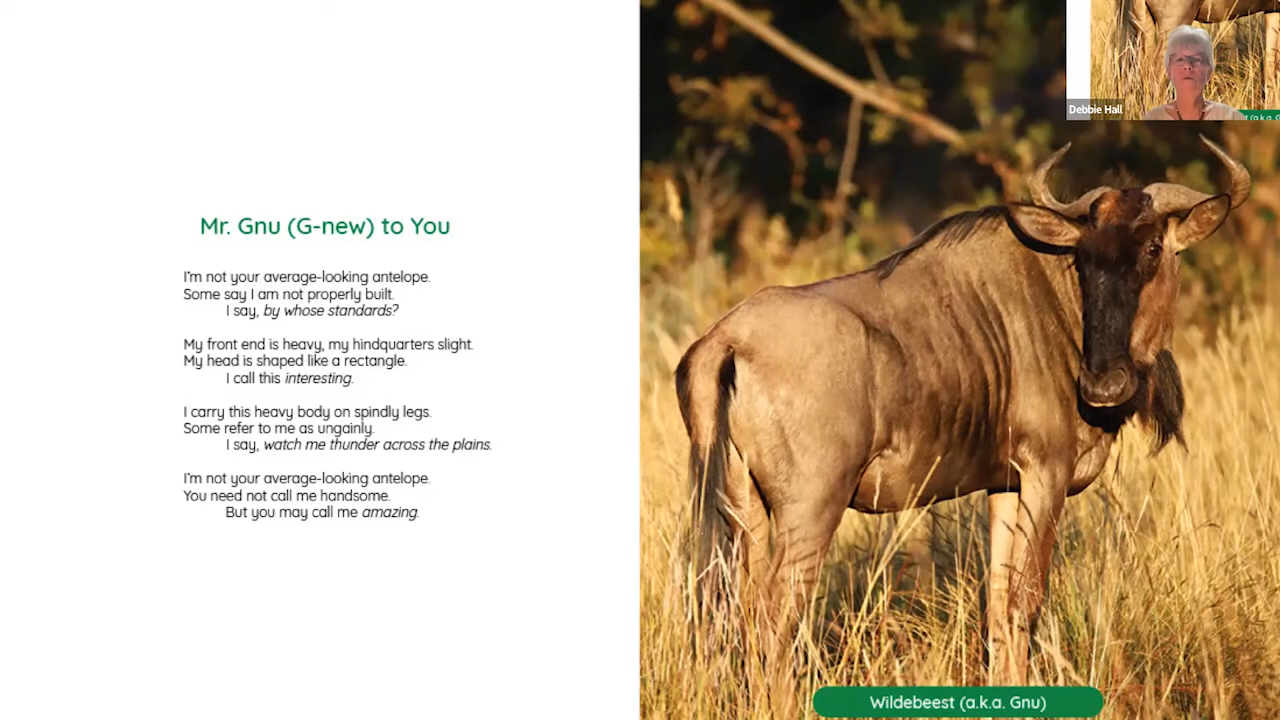 Mr. Gnu (G-new) to You
I'm not your average-looking antelope.
Some say I am not properly built.
I say, by whose standards?
My front end is heavy, my hindquarters slight.
My head is shaped like a rectangle.
I call this interesting.
I carry this heavy body on spindly legs.
Some refer to me as ungainly.
I say, watch me thunder across the plains.
I'm not your average-looking antelope.
You need not call me handsome.
But you may call me amazing.
Debbie Hall
t (a.k.a. G
Wildebeest (a.k.a. Gnu)